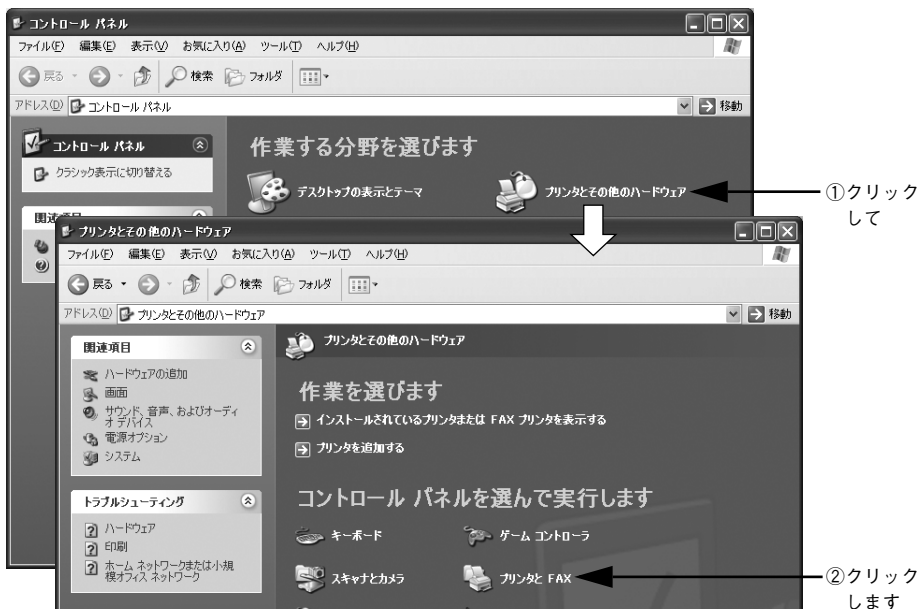 コントロール パネル
ファイル(F) 編集(E) 表示(V) お気に入り(A) ツール(T) ヘルプ(H)
戻る 検索 フォルダ
アドレス(D) コントロール パネル 移動
コントロール パネル
クラシック表示に切り替える
作業する分野を選びます
デスクトップの表示とテーマ
プリンタとその他のハードウェア
①クリック
して
プリンタとその他のハードウェア
ファイル(F) 編集(E) 表示(V) お気に入り(A) ツール(T) ヘルプ(H)
戻る 検索 フォルダ
アドレス(D) プリンタとその他のハードウェア 移動
関連項目
ハードウェアの追加
画面
サウンド、音声、およびオーディ
オ デバイス
電源オプション
システム
トラブルシューティング
ハードウェア
印刷
ホーム ネットワークまたは小規
模オフィス ネットワーク
プリンタとその他のハードウェア
作業を選びます
インストールされているプリンタまたは FAX プリンタを表示する
プリンタを追加する
コントロール パネルを選んで実行します
キーボード
ゲーム コントローラ
スキャナとカメラ
プリンタと FAX
②クリック
します